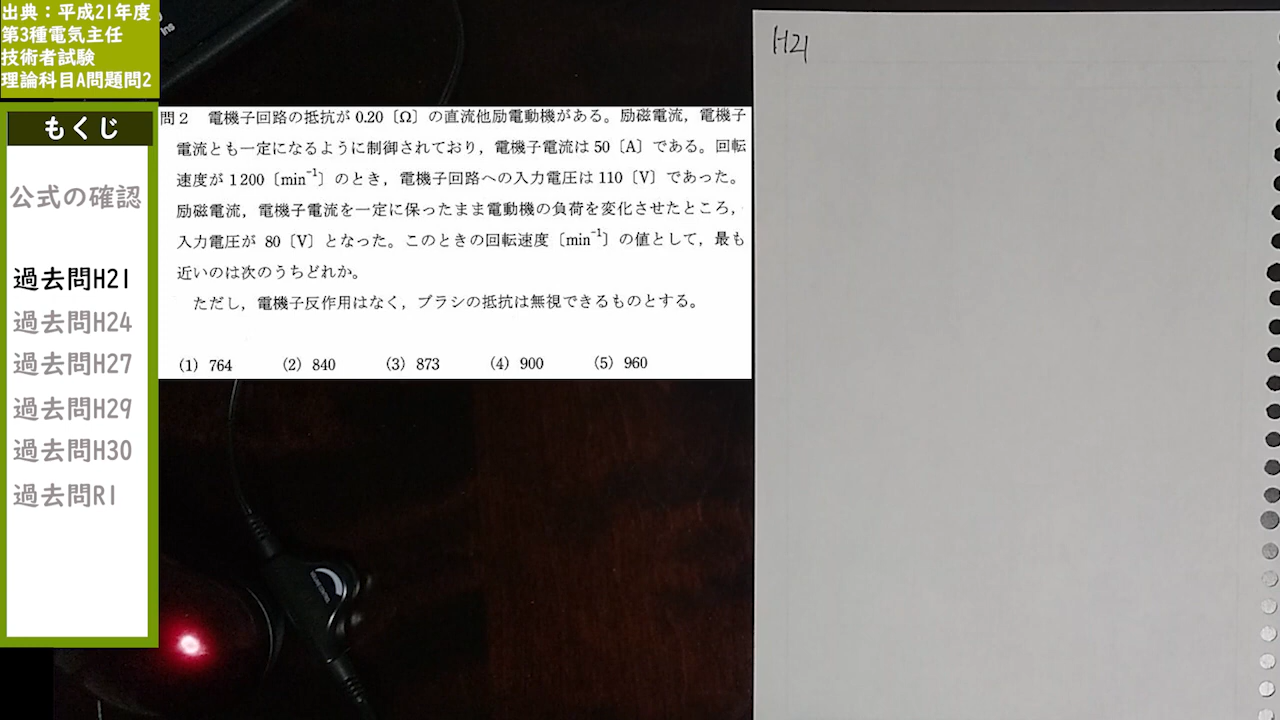 出典：平成21年度
第3種電気主任
技術者試験
理論科目A問題問2
もくじ
公式の確認
過去問H21
過去問H24
過去問H27
過去問H29
過去問H30
過去問R1
問2　電機子回路の抵抗が 0.20〔Ω〕の直流他励電動機がある。励磁電流，電機子
電流とも一定になるように制御されており，電機子電流は 50〔A〕である。回転
速度が 1200〔min⁻¹〕のとき，電機子回路への入力電圧は 110〔V〕であった。
励磁電流，電機子電流を一定に保ったまま電動機の負荷を変化させたところ，
入力電圧が 80〔V〕となった。このときの回転速度〔min⁻¹〕の値として，最も
近いのは次のうちどれか。
ただし，電機子反作用はなく，ブラシの抵抗は無視できるものとする。
(1) 764　(2) 840　(3) 873　(4) 900　(5) 960
H21
Ins